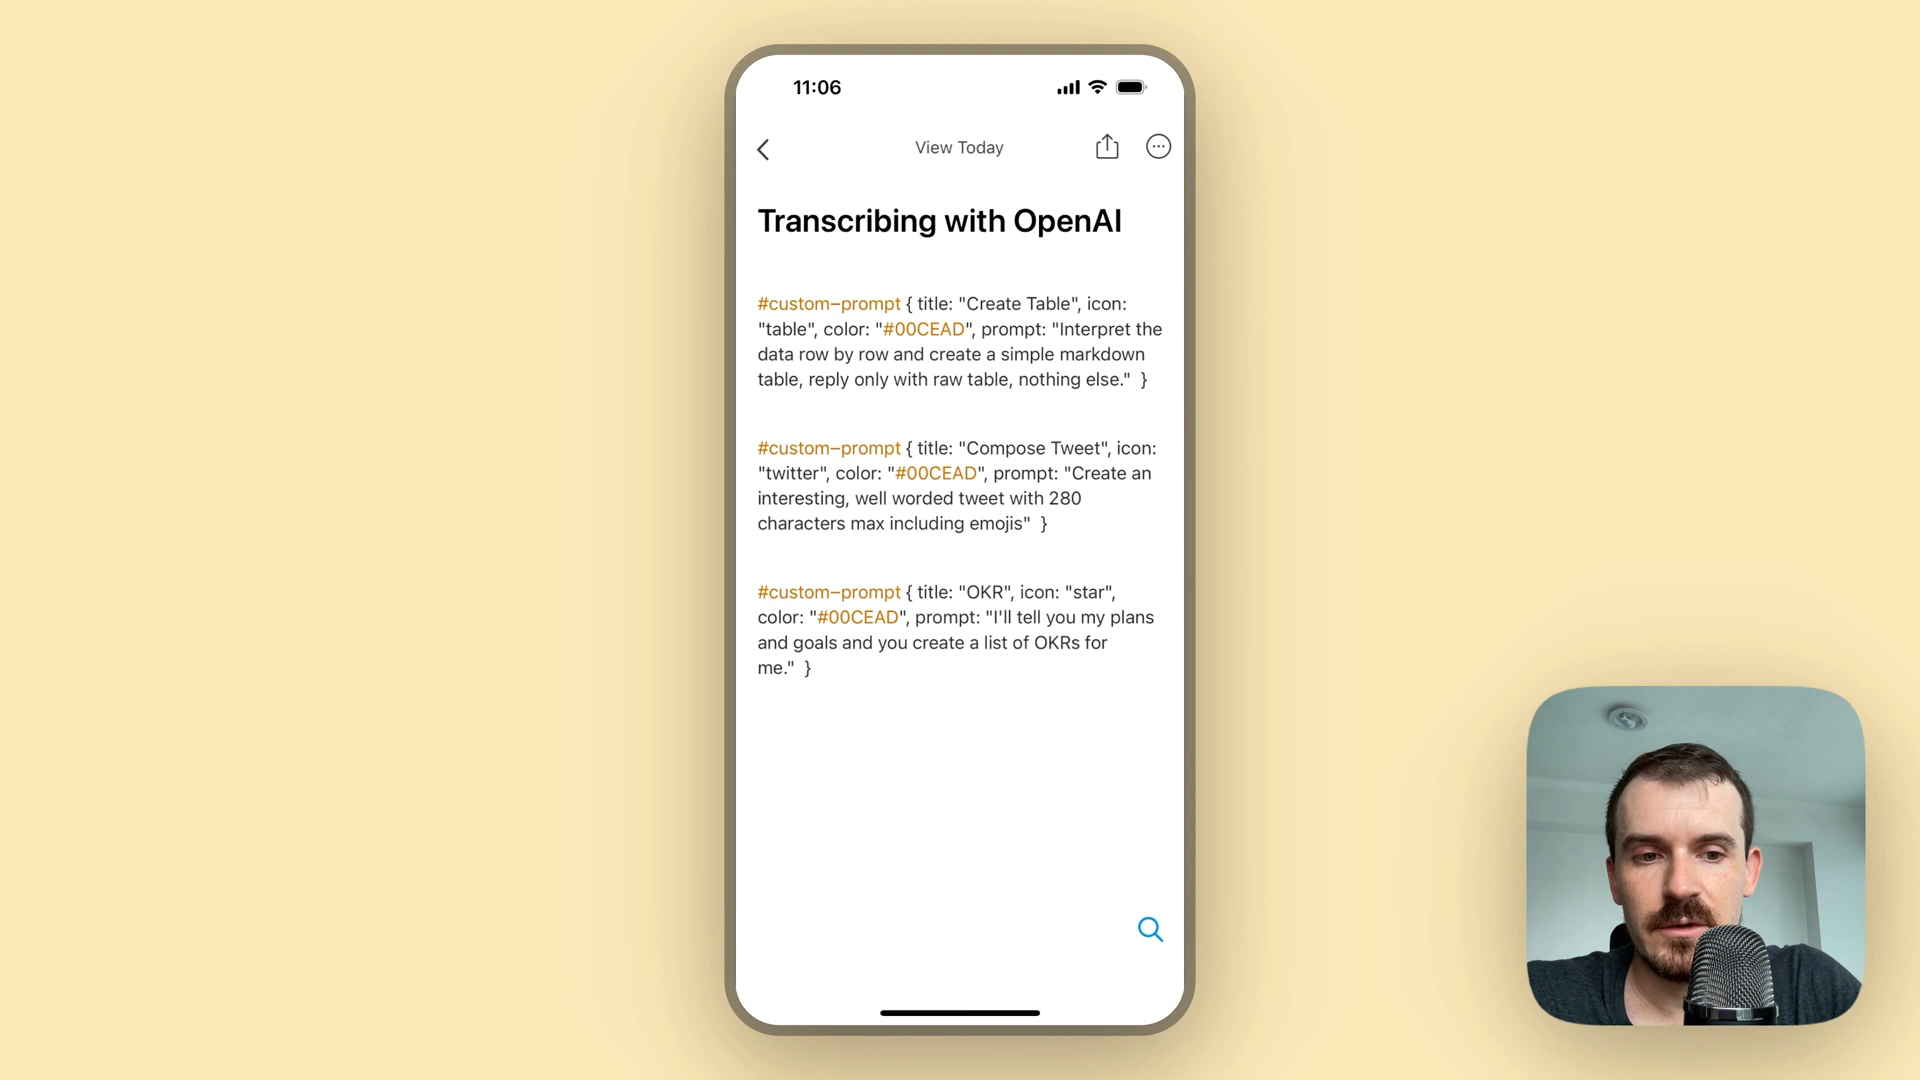 11:06
View Today
Transcribing with OpenAI
#custom-prompt { title: "Create Table", icon:
"table", color: "#00CEAD", prompt: "Interpret the
data row by row and create a simple markdown
table, reply only with raw table, nothing else."  }
#custom-prompt { title: "Compose Tweet", icon:
"twitter", color: "#00CEAD", prompt: "Create an
interesting, well worded tweet with 280
characters max including emojis"  }
#custom-prompt { title: "OKR", icon: "star",
color: "#00CEAD", prompt: "I'll tell you my plans
and goals and you create a list of OKRs for
me."  }